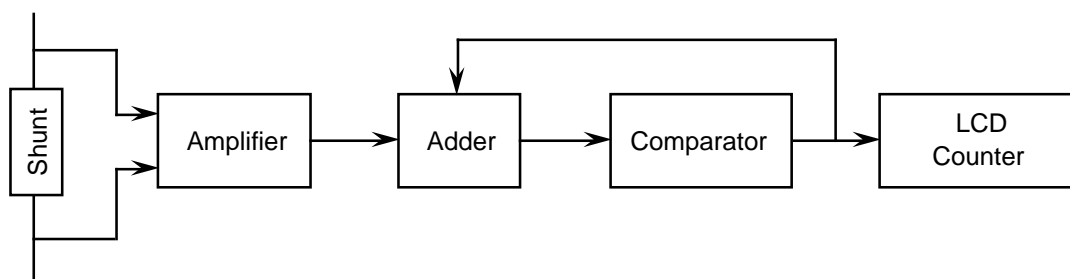 Shunt
Amplifier
Adder
Comparator
LCD
Counter